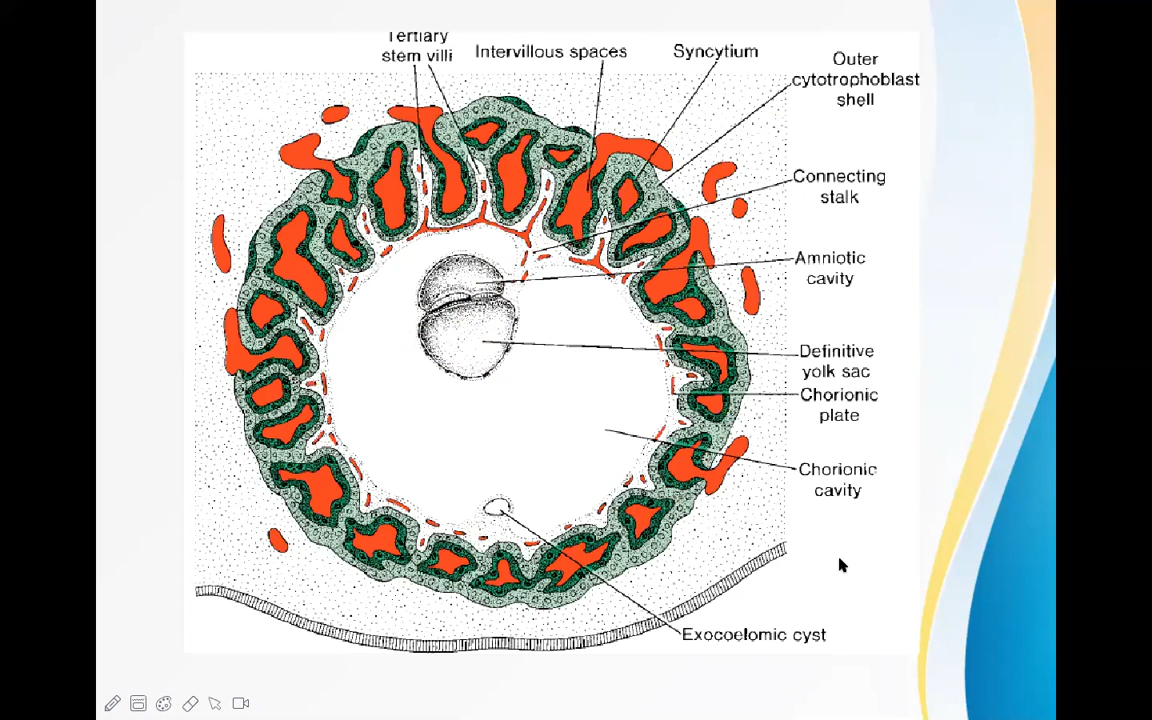 Tertiary
stem villi
Intervillous spaces
Syncytium
Outer
cytotrophoblast
shell
Connecting
stalk
Amniotic
cavity
Definitive
yolk sac
Chorionic
plate
Chorionic
cavity
Exocoelomic cyst